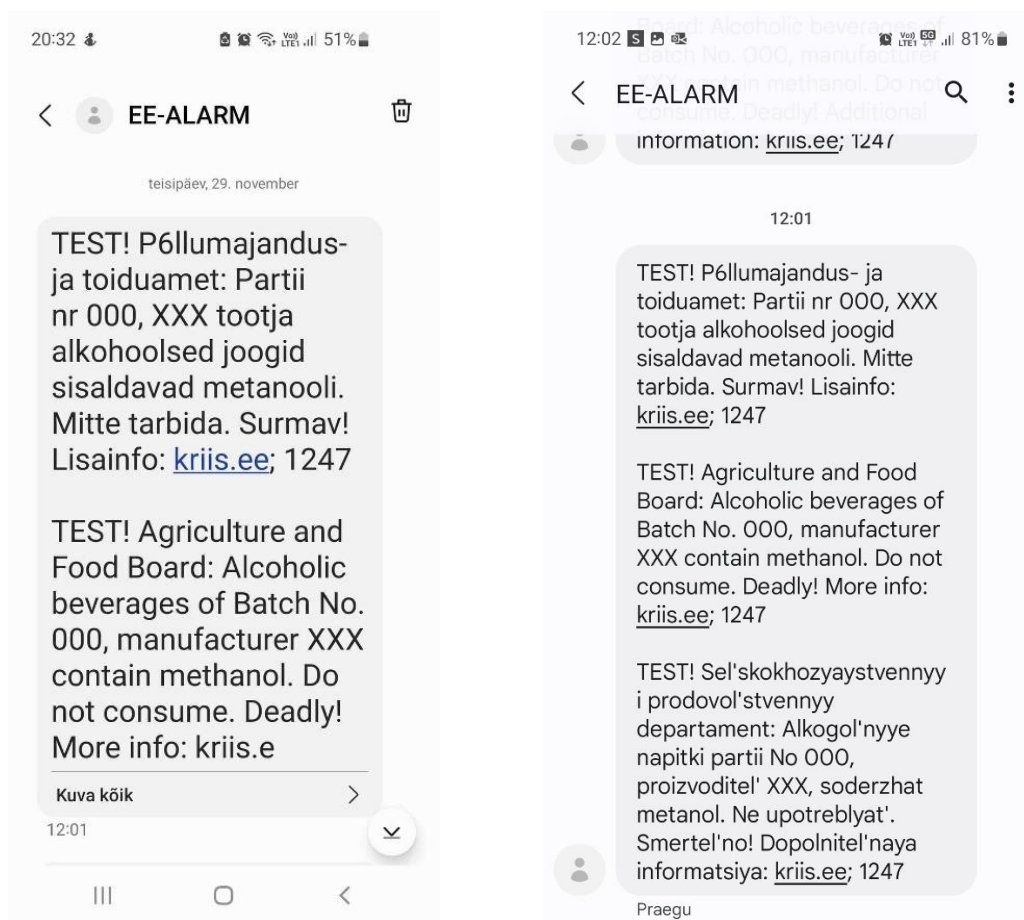 20:32 51%
EE-ALARM
teisipäev, 29. november
TEST! P6llumajandus-
ja toiduamet: Partii
nr 000, XXX tootja
alkohoolsed joogid
sisaldavad metanooli.
Mitte tarbida. Surmav!
Lisainfo: kriis.ee; 1247
TEST! Agriculture and
Food Board: Alcoholic
beverages of Batch No.
000, manufacturer XXX
contain methanol. Do
not consume. Deadly!
More info: kriis.e
Kuva kõik
12:01
12:02 S 5G 81%
Board: Alcoholic beverages of
Batch No. 000, manufacturer
XXX contain methanol. Do not
consume. Deadly! Additional
EE-ALARM
information: kriis.ee; 1247
12:01
TEST! P6llumajandus- ja
toiduamet: Partii nr 000, XXX
tootja alkohoolsed joogid
sisaldavad metanooli. Mitte
tarbida. Surmav! Lisainfo:
kriis.ee; 1247
TEST! Agriculture and Food
Board: Alcoholic beverages of
Batch No. 000, manufacturer
XXX contain methanol. Do not
consume. Deadly! More info:
kriis.ee; 1247
TEST! Sel'skokhozyaystvennyy
i prodovol'stvennyy
departament: Alkogol'nyye
napitki partii No 000,
proizvoditel' XXX, soderzhat
metanol. Ne upotreblyat'.
Smertel'no! Dopolnitel'naya
informatsiya: kriis.ee; 1247
Praegu